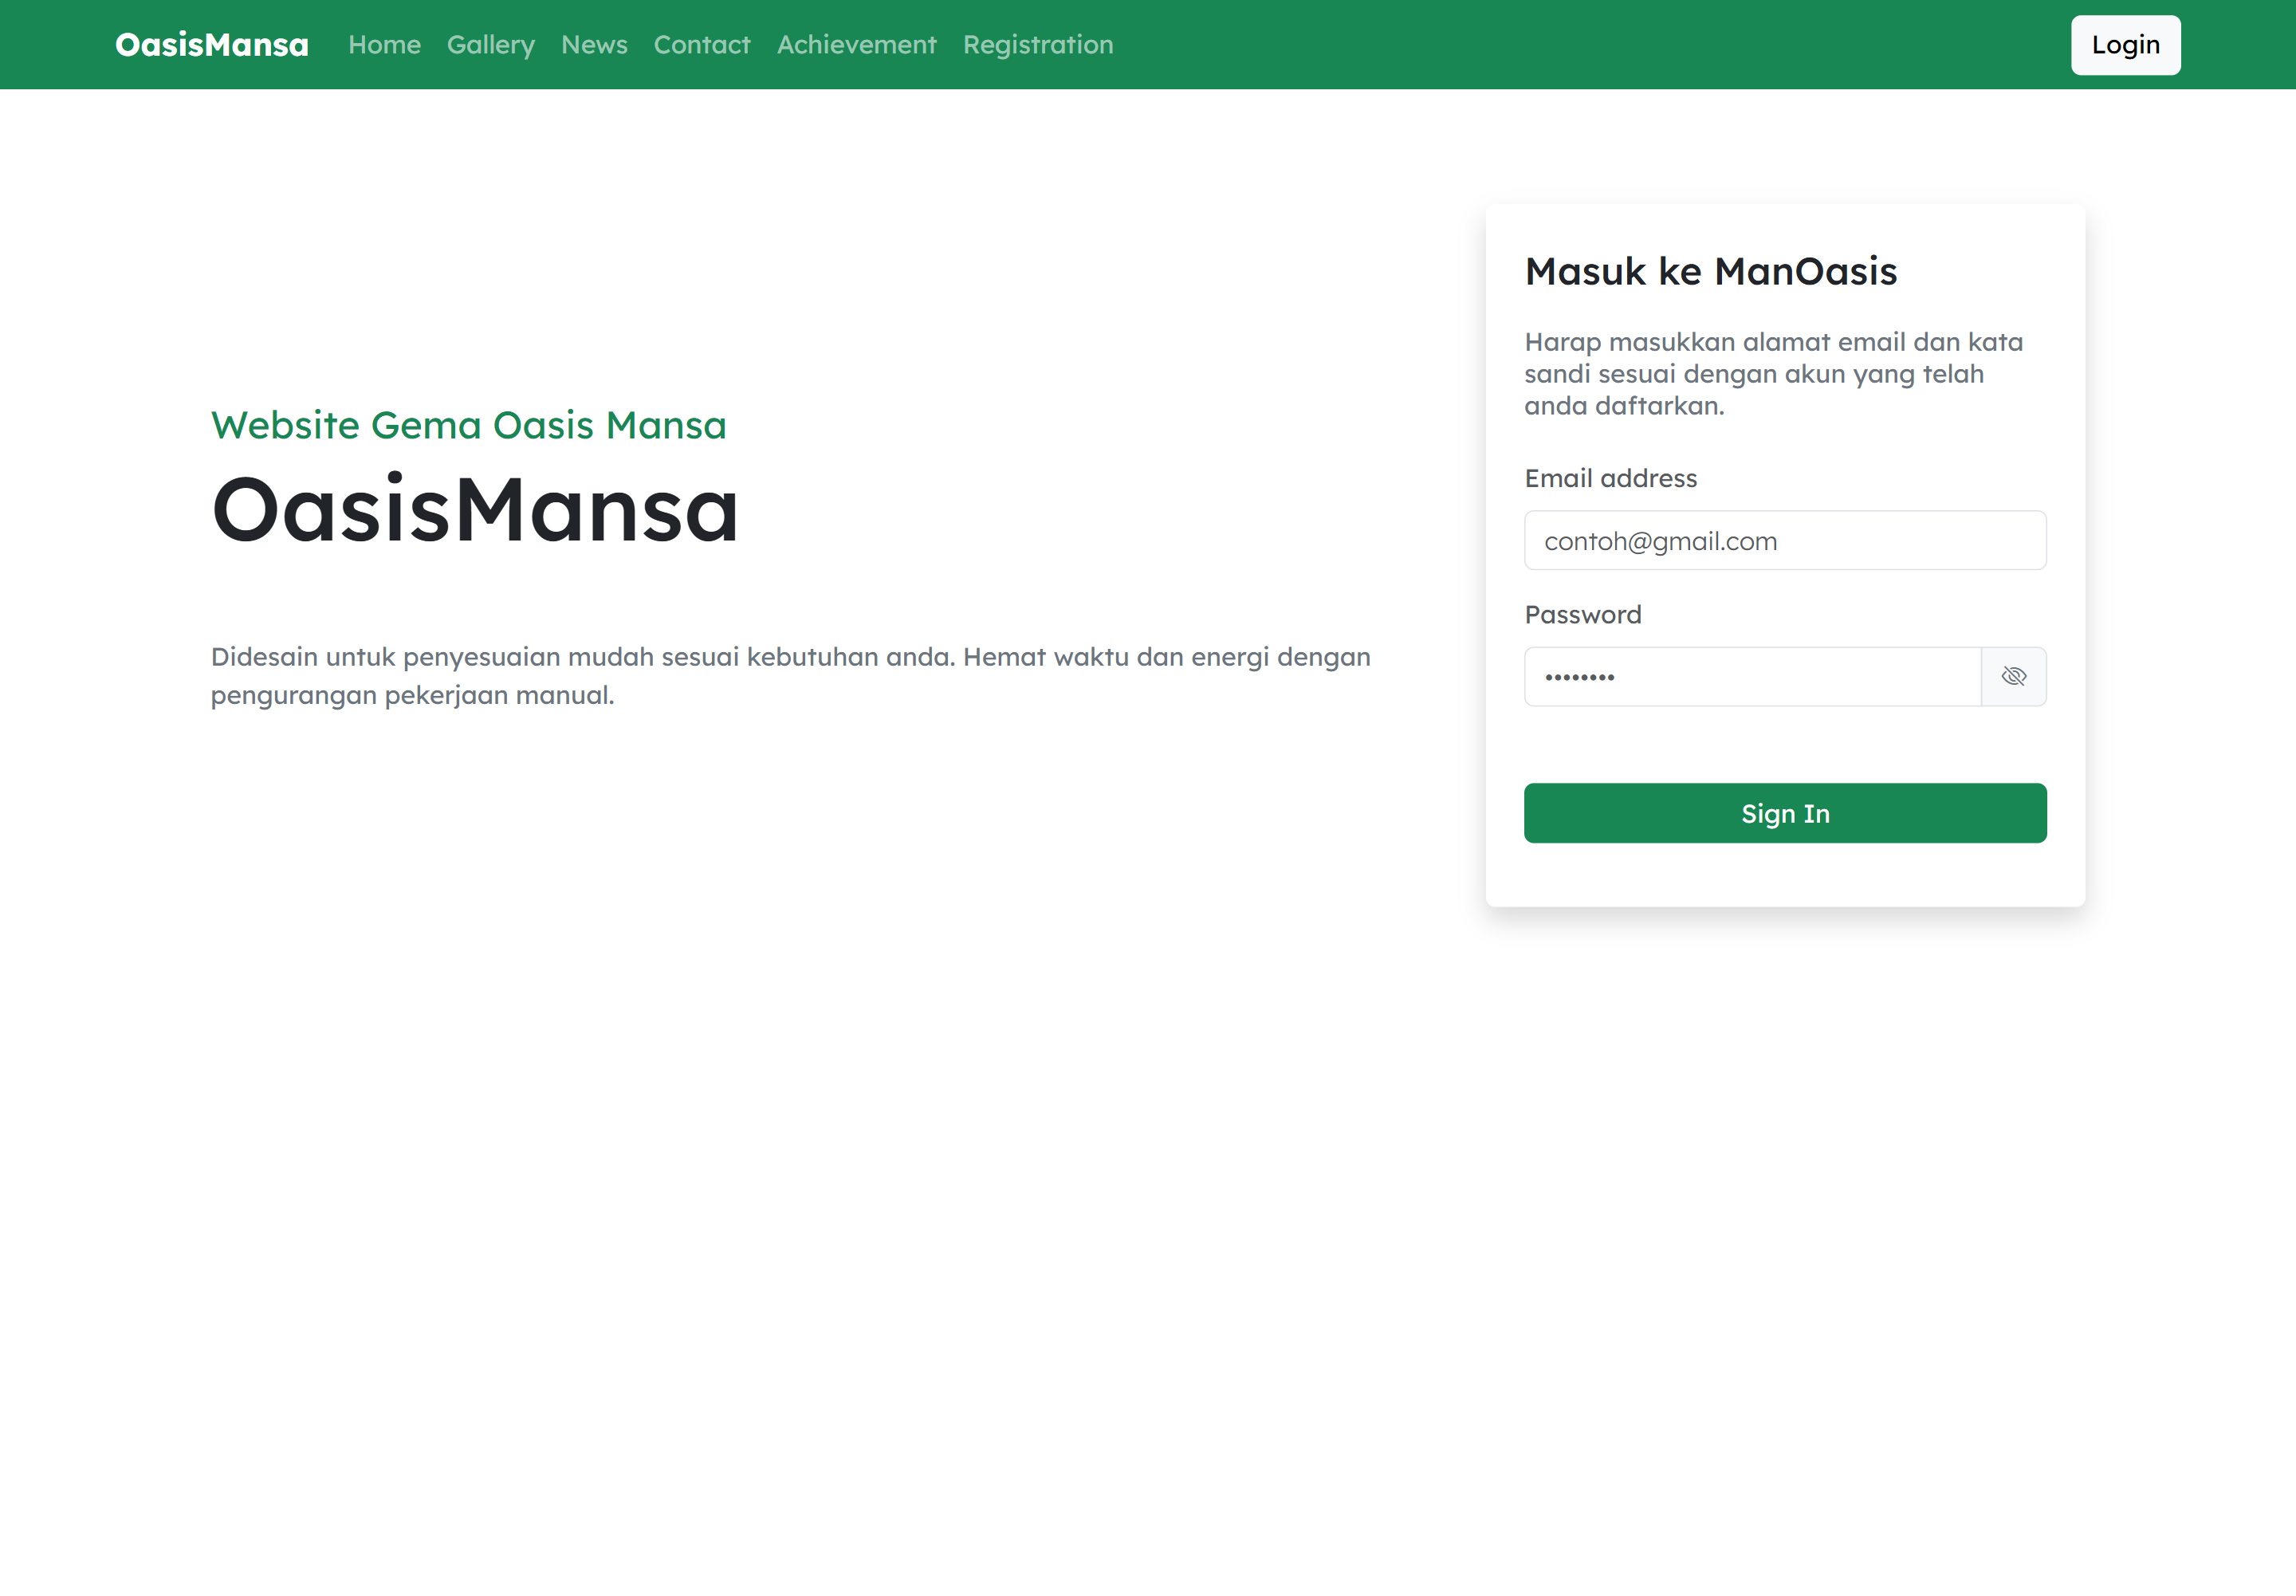 OasisMansa Home Gallery News Contact Achievement Registration Login
Website Gema Oasis Mansa
OasisMansa
Didesain untuk penyesuaian mudah sesuai kebutuhan anda. Hemat waktu dan energi dengan
pengurangan pekerjaan manual.
Masuk ke ManOasis
Harap masukkan alamat email dan kata
sandi sesuai dengan akun yang telah
anda daftarkan.
Email address
contoh@gmail.com
Password
••••••••
Sign In